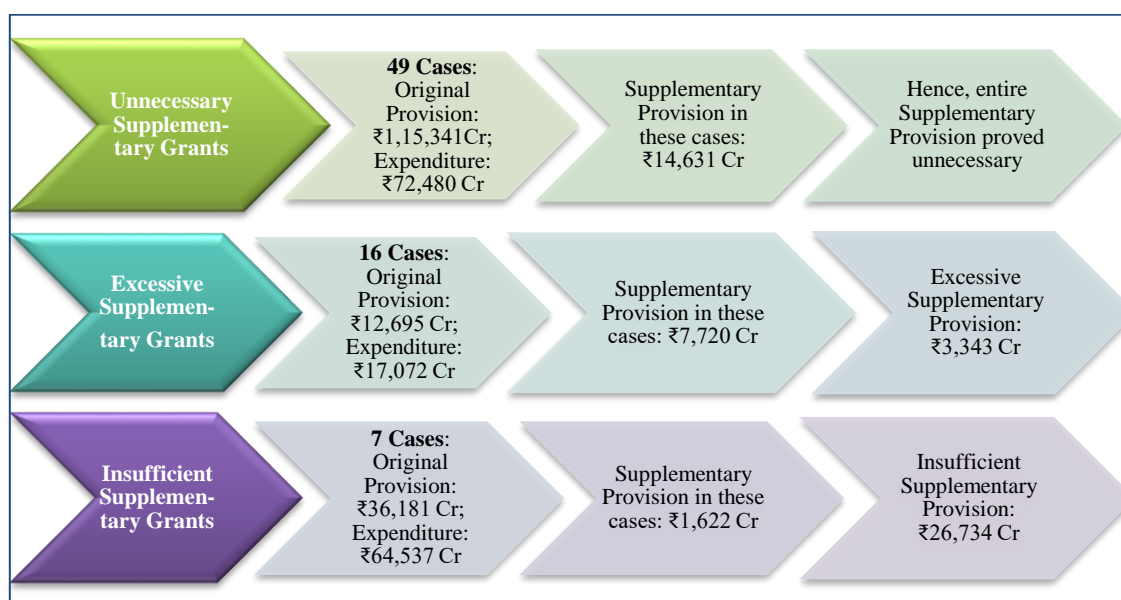 Unnecessary
Supplemen-
tary Grants
49 Cases:
Original
Provision:
₹1,15,341Cr;
Expenditure:
₹72,480 Cr
Supplementary
Provision in
these cases:
₹14,631 Cr
Hence, entire
Supplementary
Provision proved
unnecessary
Excessive
Supplemen-
tary Grants
16 Cases:
Original
Provision:
₹12,695 Cr;
Expenditure:
₹17,072 Cr
Supplementary
Provision in these
cases: ₹7,720 Cr
Excessive
Supplementary
Provision:
₹3,343 Cr
Insufficient
Supplemen-
tary Grants
7 Cases:
Original
Provision:
₹36,181 Cr;
Expenditure:
₹64,537 Cr
Supplementary
Provision in these
cases: ₹1,622 Cr
Insufficient
Supplementary
Provision:
₹26,734 Cr